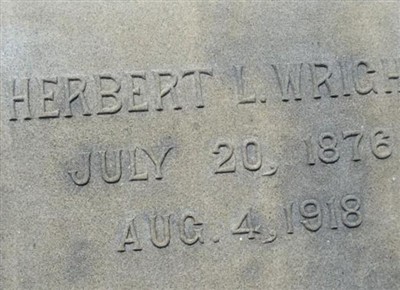 HERBERT L. WRIGH
JULY 20, 1876
AUG. 4, 1918